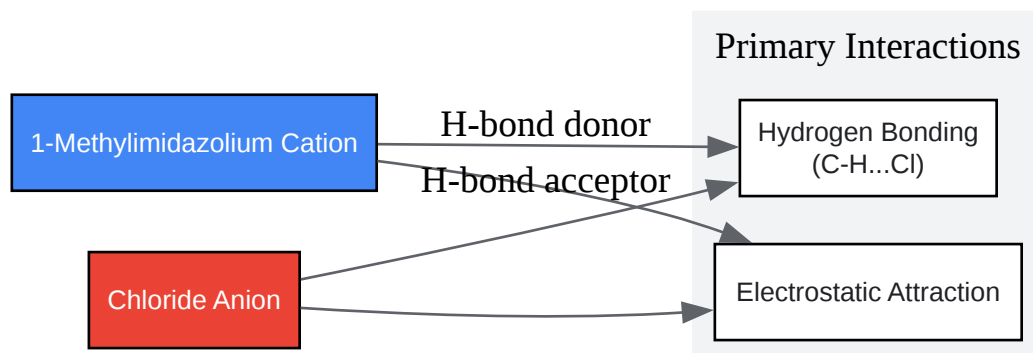 Primary Interactions
1-Methylimidazolium Cation
H-bond donor
Hydrogen Bonding
(C-H...Cl)
H-bond acceptor
Chloride Anion
Electrostatic Attraction